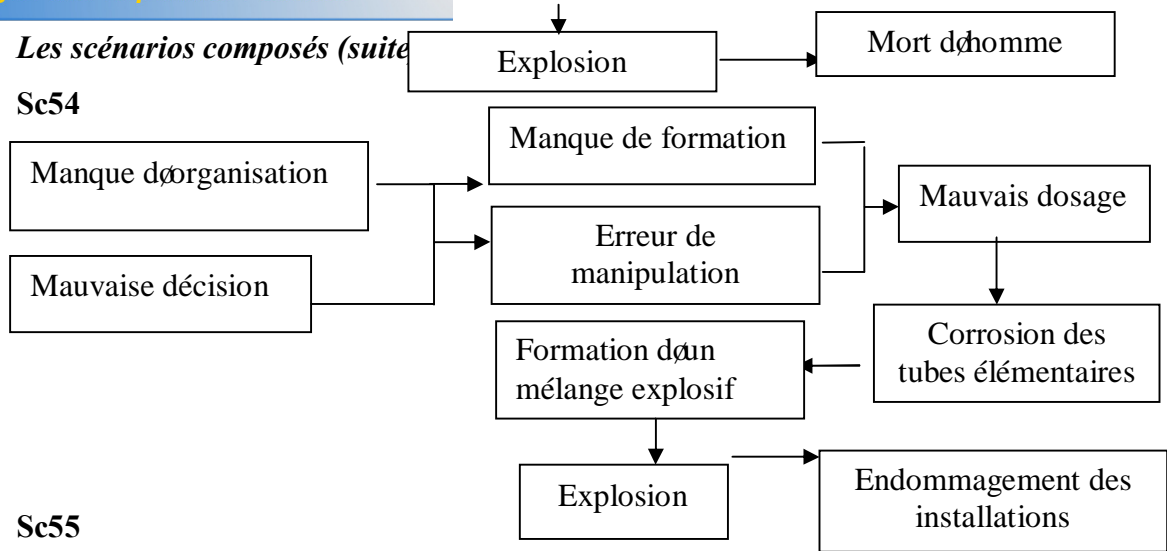 Les scénarios composés (suite
Explosion
Mort døhomme
Sc54
Manque døorganisation
Mauvaise décision
Manque de formation
Erreur de
manipulation
Mauvais dosage
Corrosion des
tubes élémentaires
Formation døun
mélange explosif
Explosion
Endommagement des
installations
Sc55